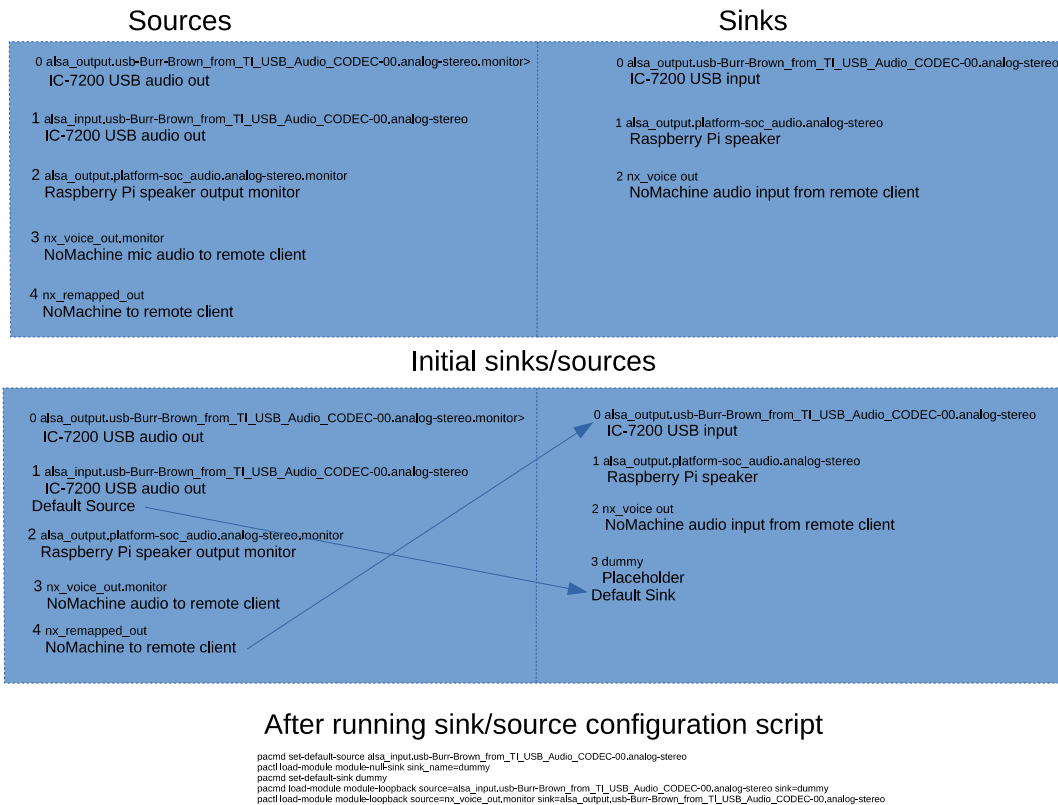 Sources
Sinks
0 alsa_output.usb-Burr-Brown_from_TI_USB_Audio_CODEC-00.analog-stereo.monitor>
IC-7200 USB audio out
1 alsa_input.usb-Burr-Brown_from_TI_USB_Audio_CODEC-00.analog-stereo
IC-7200 USB audio out
2 alsa_output.platform-soc_audio.analog-stereo.monitor
Raspberry Pi speaker output monitor
3 nx_voice_out.monitor
NoMachine mic audio to remote client
4 nx_remapped_out
NoMachine to remote client
0 alsa_output.usb-Burr-Brown_from_TI_USB_Audio_CODEC-00.analog-stereo
IC-7200 USB input
1 alsa_output.platform-soc_audio.analog-stereo
Raspberry Pi speaker
2 nx_voice out
NoMachine audio input from remote client
Initial sinks/sources
0 alsa_output.usb-Burr-Brown_from_TI_USB_Audio_CODEC-00.analog-stereo.monitor>
IC-7200 USB audio out
1 alsa_input.usb-Burr-Brown_from_TI_USB_Audio_CODEC-00.analog-stereo
IC-7200 USB audio out
Default Source
2 alsa_output.platform-soc_audio.analog-stereo.monitor
Raspberry Pi speaker output monitor
3 nx_voice_out.monitor
NoMachine audio to remote client
4 nx_remapped_out
NoMachine to remote client
0 alsa_output.usb-Burr-Brown_from_TI_USB_Audio_CODEC-00.analog-stereo
IC-7200 USB input
1 alsa_output.platform-soc_audio.analog-stereo
Raspberry Pi speaker
2 nx_voice out
NoMachine audio input from remote client
3 dummy
Placeholder
Default Sink
After running sink/source configuration script
pacmd set-default-source alsa_input.usb-Burr-Brown_from_TI_USB_Audio_CODEC-00.analog-stereo
pactl load-module module-null-sink sink_name=dummy
pacmd set-default-sink dummy
pacmd load-module module-loopback source=alsa_input.usb-Burr-Brown_from_TI_USB_Audio_CODEC-00.analog-stereo sink=dummy
pactl load-module module-loopback source=nx_voice_out.monitor sink=alsa_output.usb-Burr-Brown_from_TI_USB_Audio_CODEC-00.analog-stereo